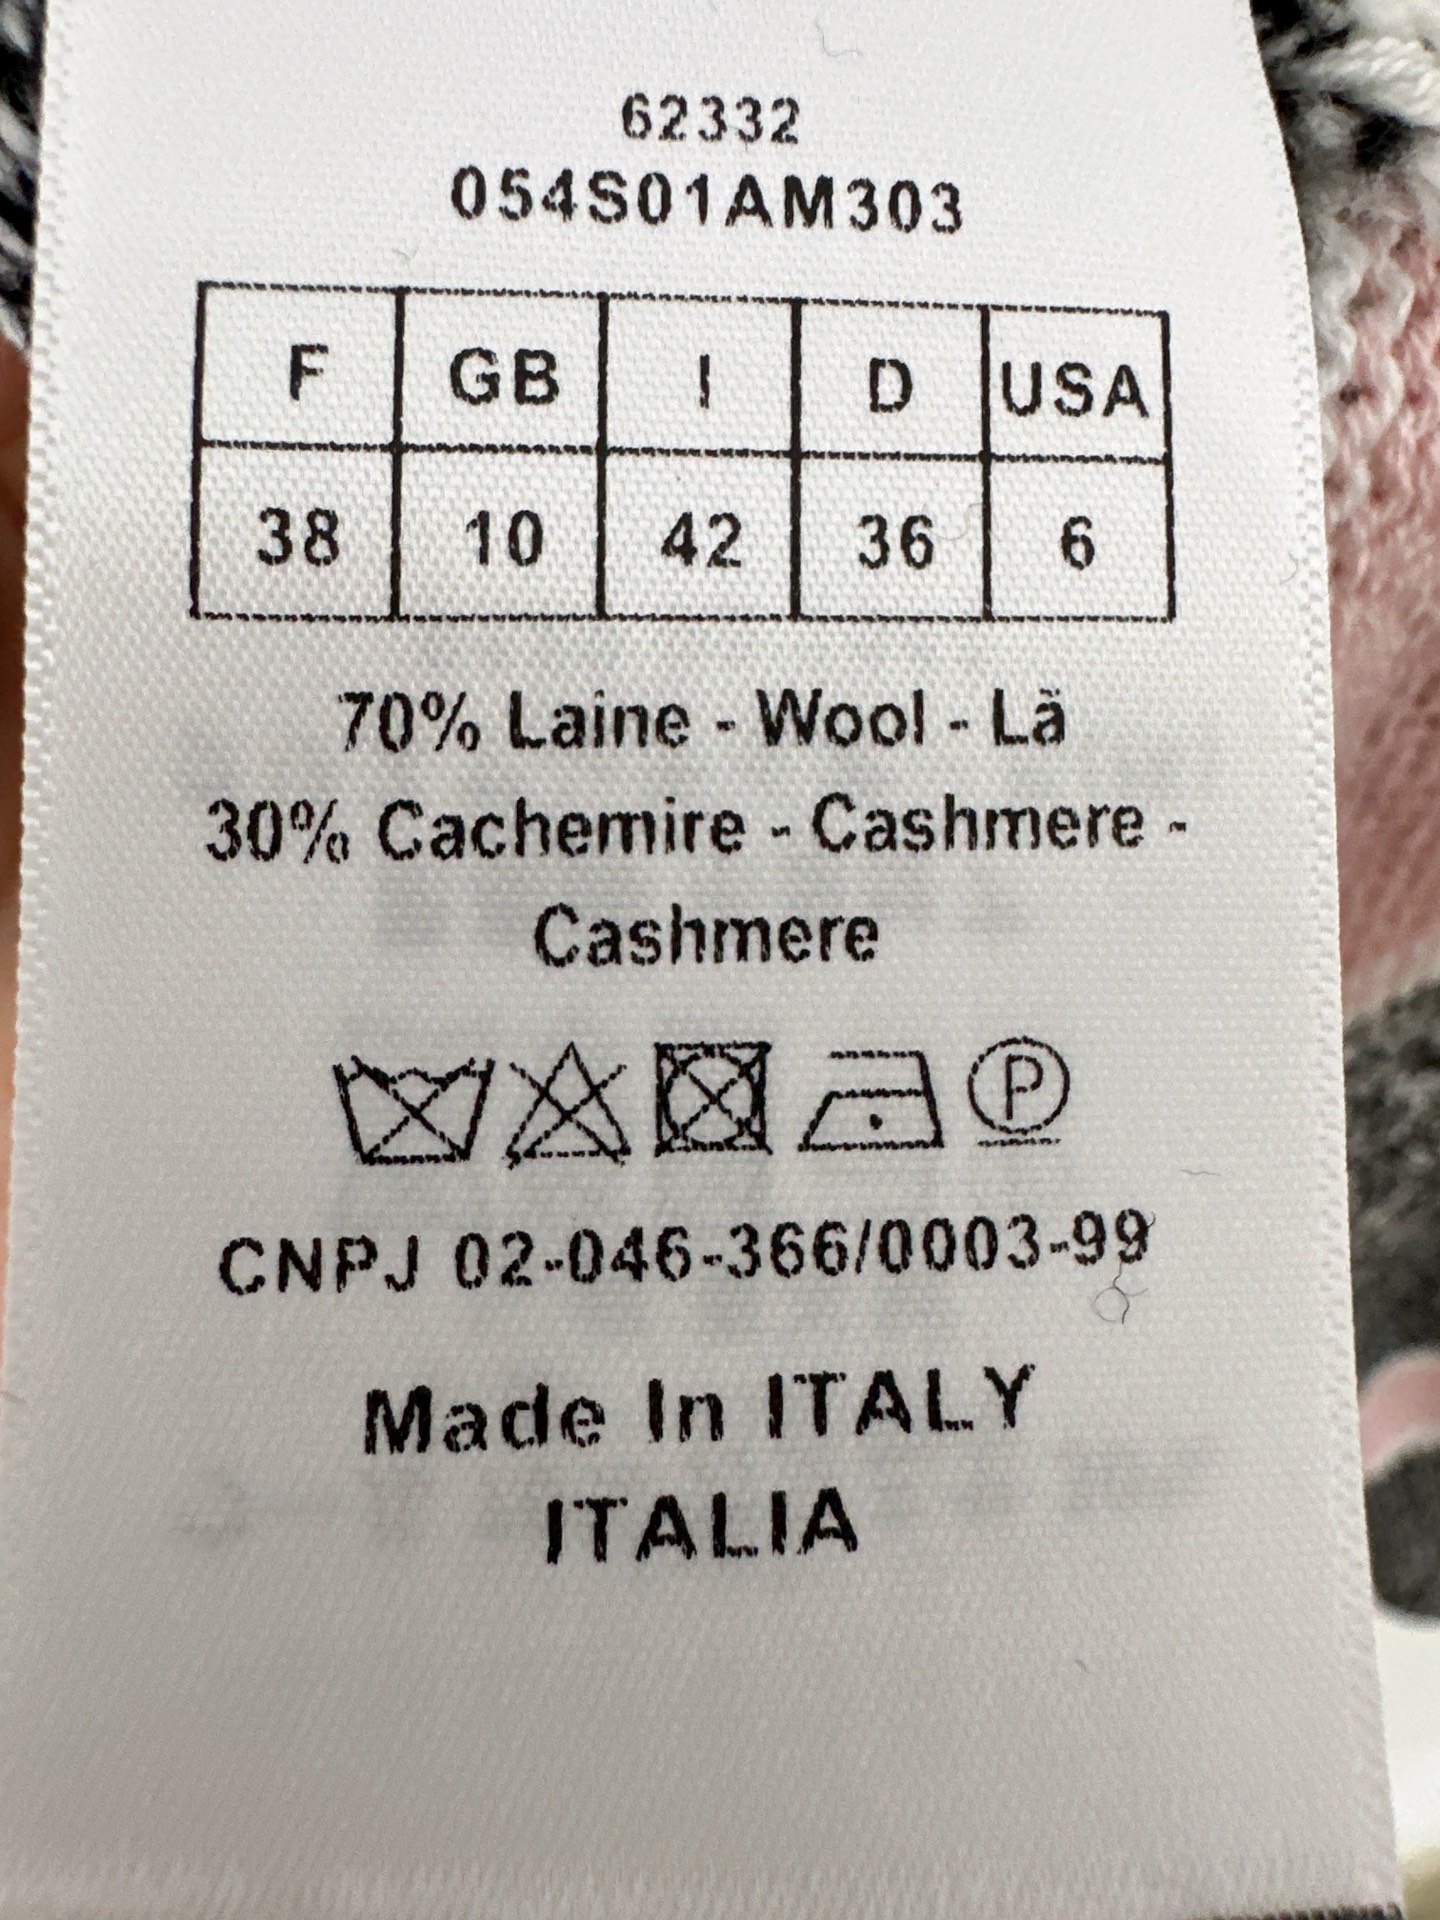 62332
054S01AM303
F GB I D USA
38 10 42 36 6
70% Laine - Wool - Lä
30% Cachemire - Cashmere -
Cashmere
P
CNPJ 02-046-366/0003-99
Made In ITALY
ITALIA